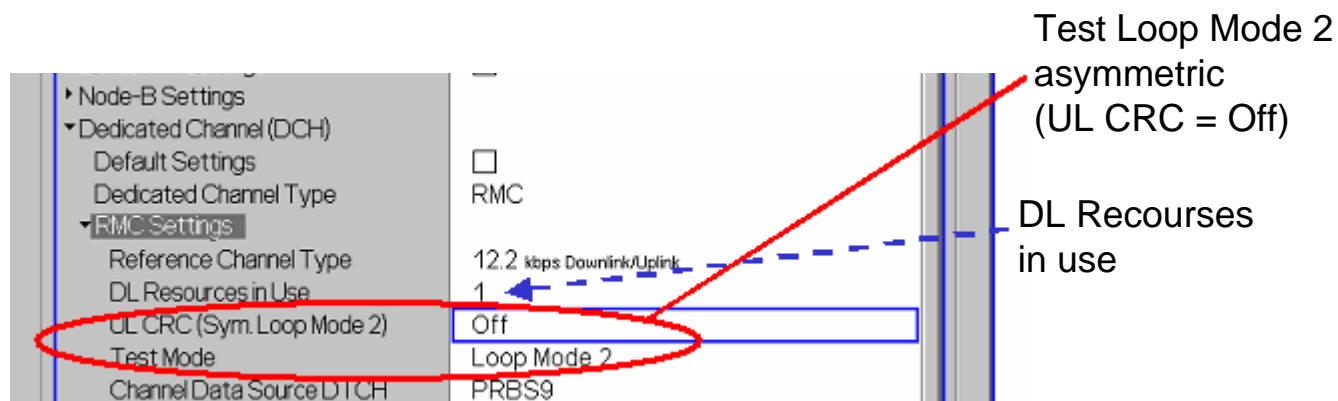 Test Loop Mode 2
asymmetric
(UL CRC = Off)
DL Recourses
in use
Node-B Settings
Dedicated Channel (DCH)
Default Settings
Dedicated Channel Type RMC
RMC Settings
Reference Channel Type 12.2 kbps Downlink/Uplink
DL Resources in Use 1
UL CRC (Sym. Loop Mode 2) Off
Test Mode Loop Mode 2
Channel Data Source DTCH PRBS9